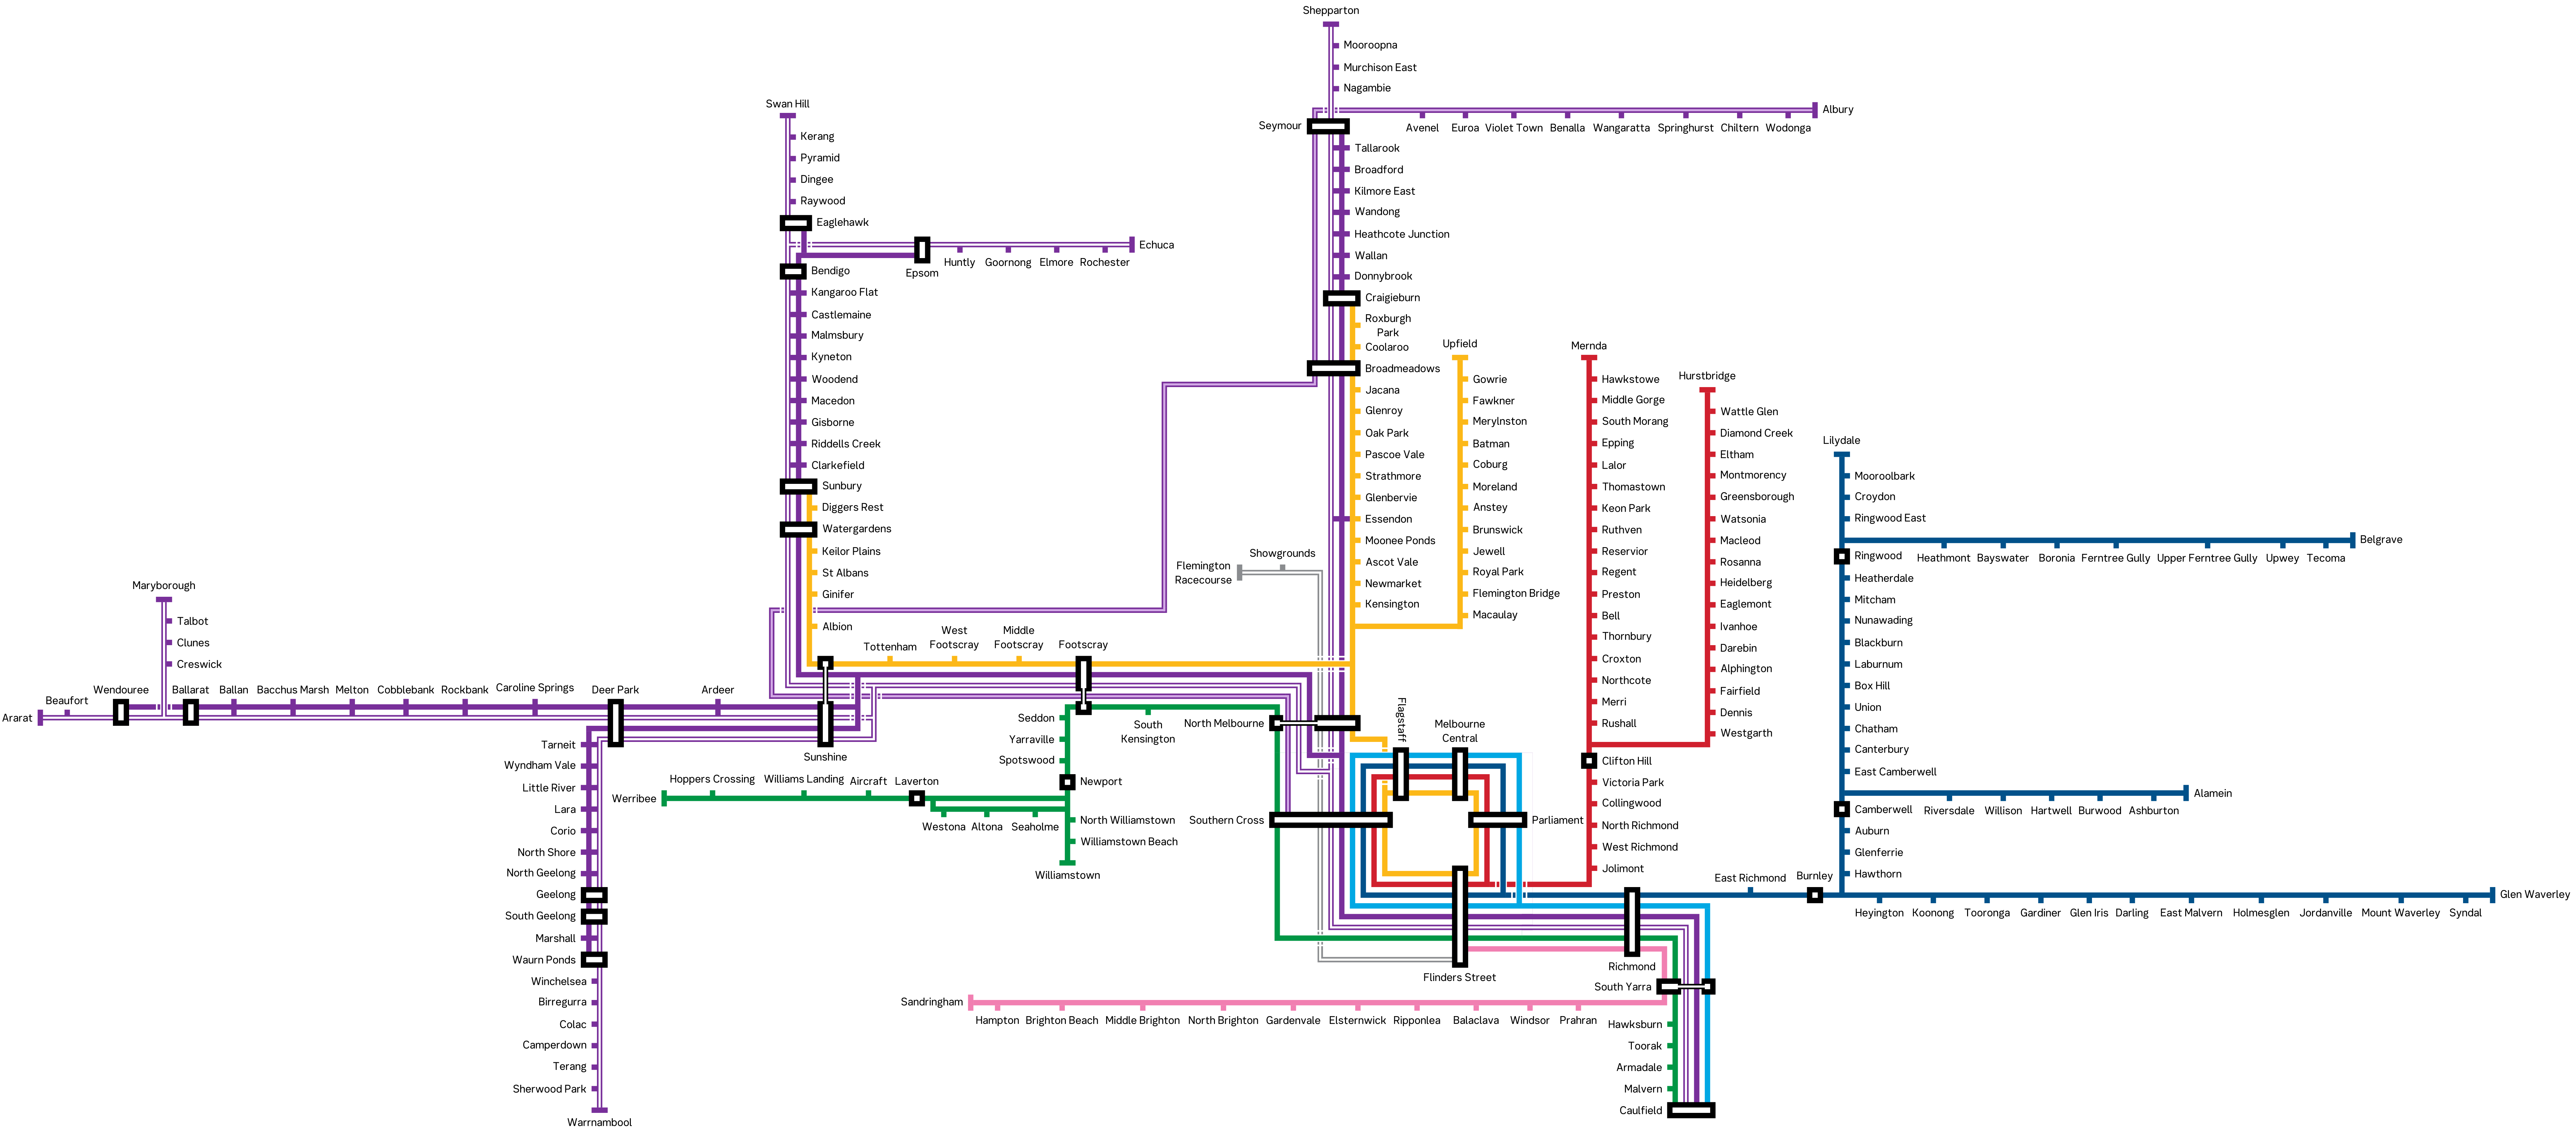 Shepparton
Mooroopna
Murchison East
Nagambie
Seymour
Albury
Avenel
Euroa
Violet Town
Benalla
Wangaratta
Springhurst
Chiltern
Wodonga
Tallarook
Broadford
Kilmore East
Wandong
Heathcote Junction
Wallan
Donnybrook
Craigieburn
Roxburgh
Park
Coolaroo
Broadmeadows
Jacana
Glenroy
Oak Park
Pascoe Vale
Strathmore
Glenbervie
Essendon
Moonee Ponds
Ascot Vale
Newmarket
Kensington
Swan Hill
Kerang
Pyramid
Dingee
Raywood
Eaglehawk
Echuca
Epsom
Huntly
Goornong
Elmore
Rochester
Bendigo
Kangaroo Flat
Castlemaine
Malmsbury
Kyneton
Woodend
Macedon
Gisborne
Riddells Creek
Clarkefield
Sunbury
Diggers Rest
Watergardens
Keilor Plains
St Albans
Ginifer
Albion
Upfield
Gowrie
Fawkner
Merylnston
Batman
Coburg
Moreland
Anstey
Brunswick
Jewell
Royal Park
Flemington Bridge
Macaulay
Mernda
Hawkstowe
Middle Gorge
South Morang
Epping
Lalor
Thomastown
Keon Park
Ruthven
Reservior
Regent
Preston
Bell
Thornbury
Croxton
Northcote
Merri
Rushall
Clifton Hill
Victoria Park
Collingwood
North Richmond
West Richmond
Jolimont
Hurstbridge
Wattle Glen
Diamond Creek
Eltham
Montmorency
Greensborough
Watsonia
Macleod
Rosanna
Heidelberg
Eaglemont
Ivanhoe
Darebin
Alphington
Fairfield
Dennis
Westgarth
Lilydale
Mooroolbark
Croydon
Ringwood East
Ringwood
Belgrave
Heathmont
Bayswater
Boronia
Ferntree Gully
Upper Ferntree Gully
Upwey
Tecoma
Heatherdale
Mitcham
Nunawading
Blackburn
Laburnum
Box Hill
Union
Chatham
Canterbury
East Camberwell
Camberwell
Alamein
Riversdale
Willison
Hartwell
Burwood
Ashburton
Auburn
Glenferrie
Hawthorn
Burnley
East Richmond
Glen Waverley
Heyington
Koonong
Tooronga
Gardiner
Glen Iris
Darling
East Malvern
Holmesglen
Jordanville
Mount Waverley
Syndal
Showgrounds
Flemington
Racecourse
Maryborough
Talbot
Clunes
Creswick
Ararat
Beaufort
Wendouree
Ballarat
Ballan
Bacchus Marsh
Melton
Cobblebank
Rockbank
Caroline Springs
Deer Park
Ardeer
Sunshine
Tottenham
West
Footscray
Middle
Footscray
Footscray
Seddon
Yarraville
Spotswood
South
Kensington
North Melbourne
Flagstaff
Melbourne
Central
Southern Cross
Parliament
Newport
Werribee
Hoppers Crossing
Williams Landing
Aircraft
Laverton
Westona
Altona
Seaholme
North Williamstown
Williamstown Beach
Williamstown
Tarneit
Wyndham Vale
Little River
Lara
Corio
North Shore
North Geelong
Geelong
South Geelong
Marshall
Waurn Ponds
Winchelsea
Birregurra
Colac
Camperdown
Terang
Sherwood Park
Warrnambool
Flinders Street
Richmond
South Yarra
Sandringham
Hampton
Brighton Beach
Middle Brighton
North Brighton
Gardenvale
Elsternwick
Ripponlea
Balaclava
Windsor
Prahran
Hawksburn
Toorak
Armadale
Malvern
Caulfield